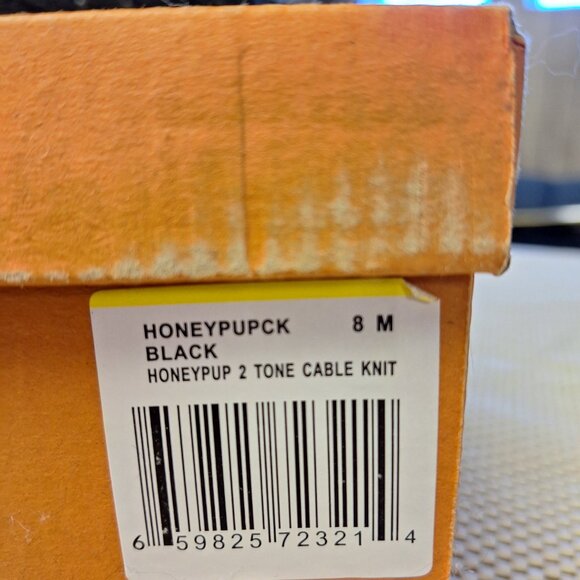 HONEYPUPCK 8 M
BLACK
HONEYPUP 2 TONE CABLE KNIT
6 59825 72321 4